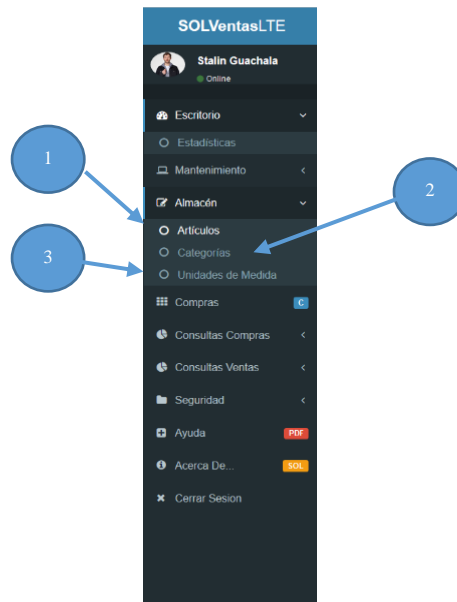 SOLVentasLTE
Stalin Guachala
Online
Escritorio
Estadísticas
1
Mantenimiento
Almacén
2
Artículos
3
Categorías
Unidades de Medida
Compras C
Consultas Compras
Consultas Ventas
Seguridad
Ayuda PDF
Acerca De... SOL
Cerrar Sesion